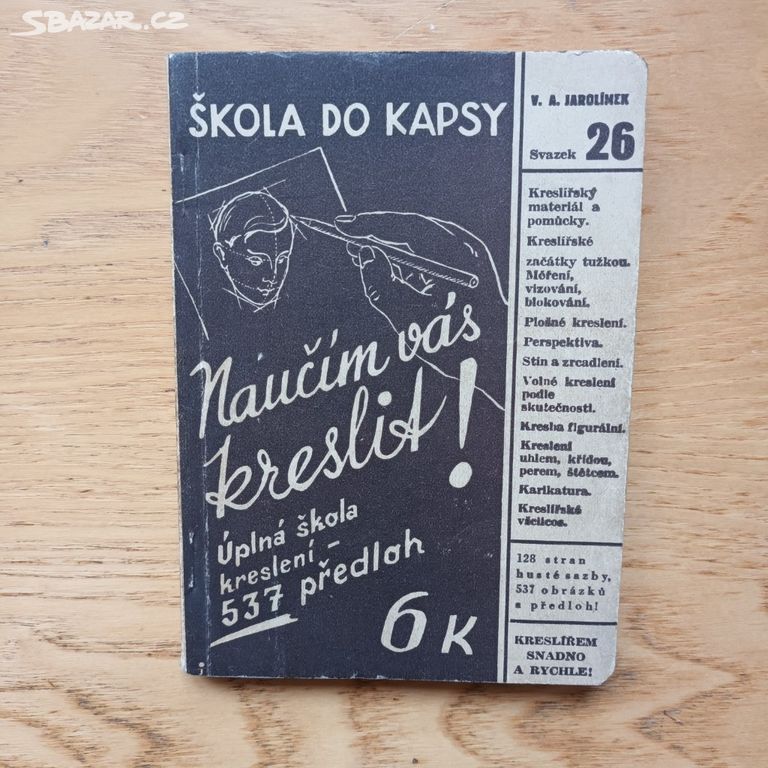 SBAZAR.CZ
ŠKOLA DO KAPSY
Naučím vás
kreslit!
Úplná škola
kreslení –
537 předloh
6 K
V. A. JAROLÍMEK
Svazek 26
Kreslířský
materiál a
pomůcky.
Kreslířské
začátky tužkou.
Měření,
vizování,
blokování.
Plošné kreslení.
Perspektiva.
Stín a zrcadlení.
Volné kreslení
podle
skutečnosti.
Kresba figurální.
Kreslení
uhlem, křídou,
perem, štětcem.
Karikatura.
Kreslířské
všelicos.
128 stran
husté sazby,
537 obrázků
a předloh!
KRESLÍŘEM
SNADNO
A RYCHLE!
j